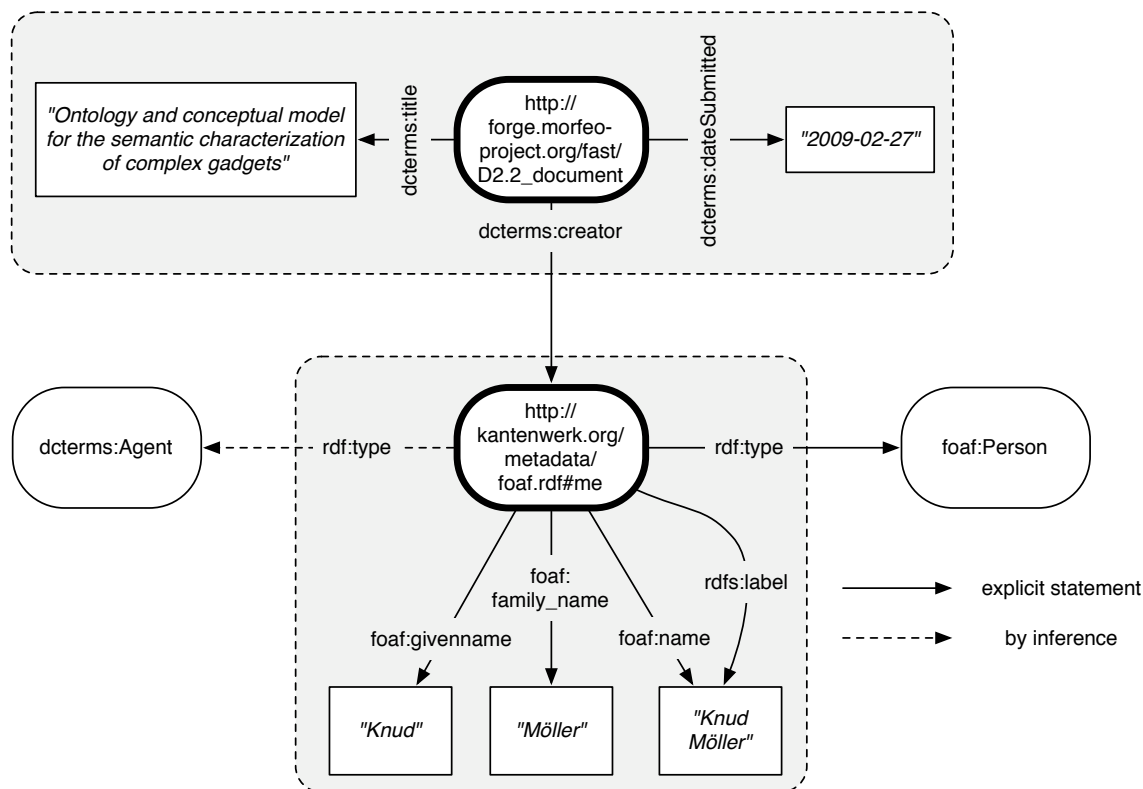 "Ontology and conceptual model
for the semantic characterization
of complex gadgets"
dcterms:title
http://
forge.morfeo-
project.org/fast/
D2.2_document
dcterms:dateSubmitted
"2009-02-27"
dcterms:creator
dcterms:Agent
rdf:type
http://
kantenwerk.org/
metadata/
foaf.rdf#me
rdf:type
foaf:Person
foaf:
family_name
rdfs:label
foaf:givenname
foaf:name
explicit statement
by inference
"Knud"
"Möller"
"Knud
Möller"